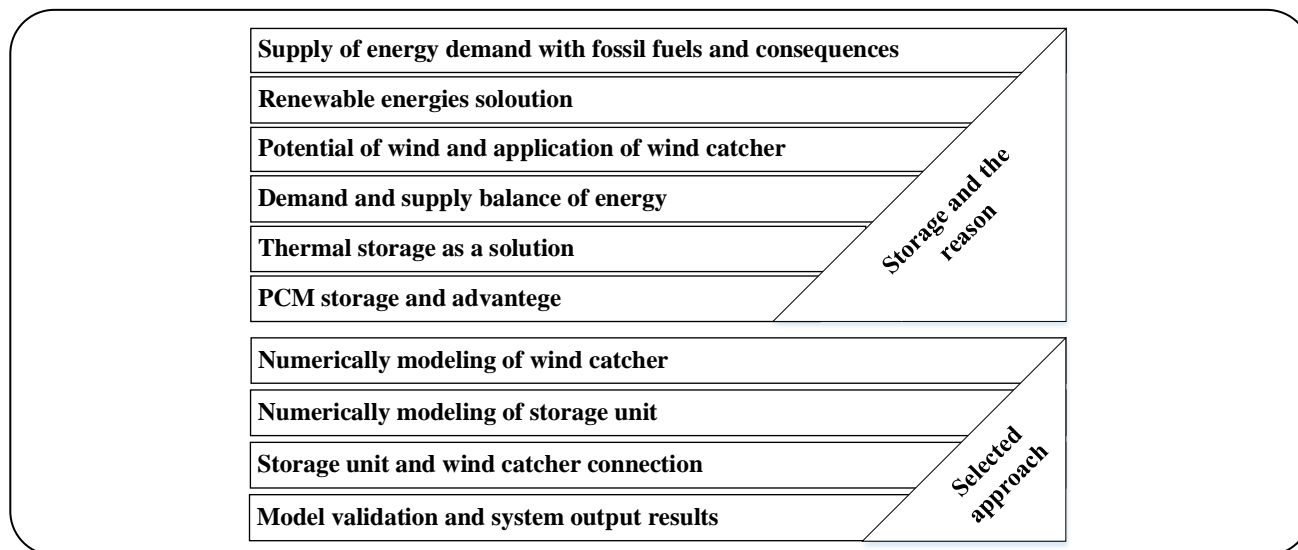 Supply of energy demand with fossil fuels and consequences
Renewable energies soloution
Potential of wind and application of wind catcher
Demand and supply balance of energy
Thermal storage as a solution
PCM storage and advantege
Storage and the
reason
Numerically modeling of wind catcher
Numerically modeling of storage unit
Storage unit and wind catcher connection
Model validation and system output results
Selected
approach